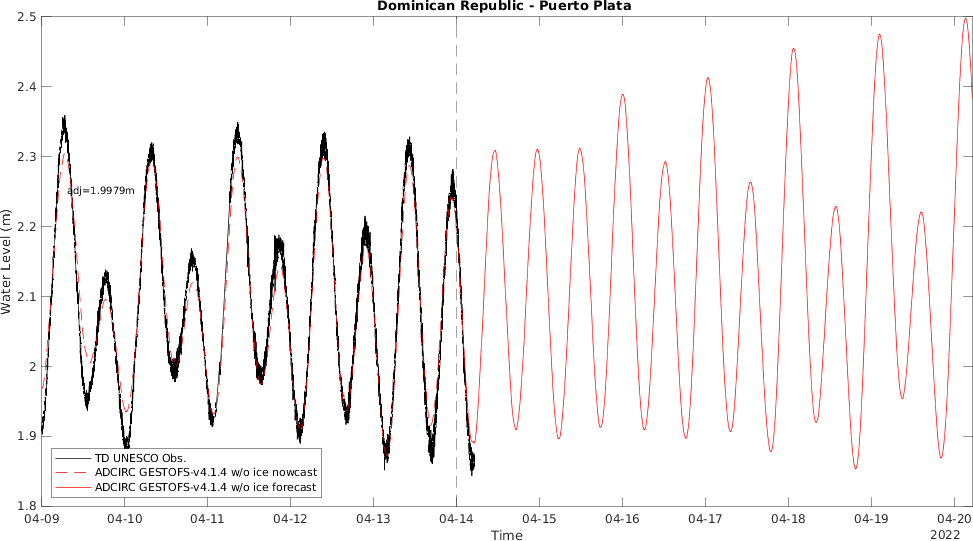 Dominican Republic - Puerto Plata
2.5
2.4
2.3
2.2
2.1
2
1.9
1.8
Water Level (m)
adj=1.9979m
TD UNESCO Obs.
ADCIRC GESTOFS-v4.1.4 w/o ice nowcast
ADCIRC GESTOFS-v4.1.4 w/o ice forecast
04-09 04-10 04-11 04-12 04-13 04-14 04-15 04-16 04-17 04-18 04-19 04-20
Time 2022